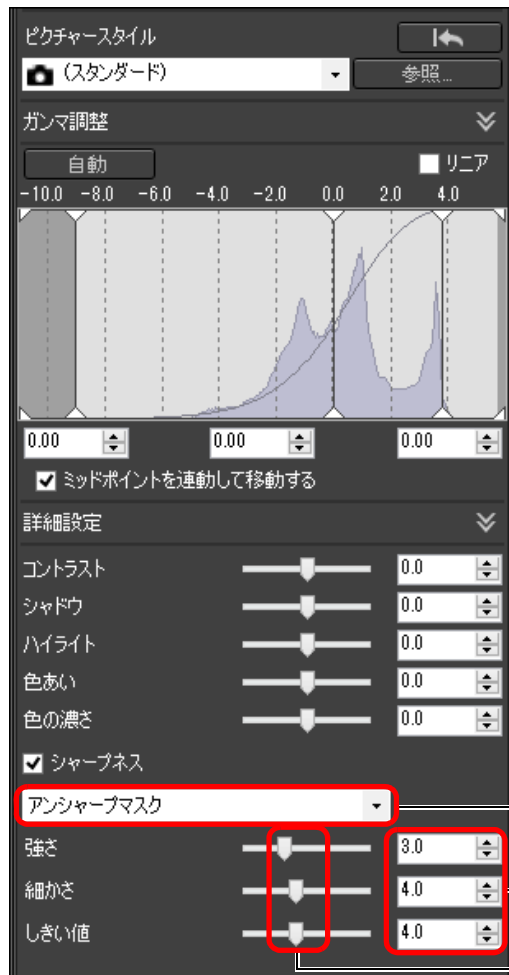 ピクチャースタイル
(スタンダード) 参照...
ガンマ調整
自動 リニア
-10.0 -8.0 -6.0 -4.0 -2.0 0.0 2.0 4.0
0.00 0.00 0.00
ミッドポイントを連動して移動する
詳細設定
コントラスト 0.0
シャドウ 0.0
ハイライト 0.0
色あい 0.0
色の濃さ 0.0
シャープネス
アンシャープマスク
強さ 3.0
細かさ 4.0
しきい値 4.0